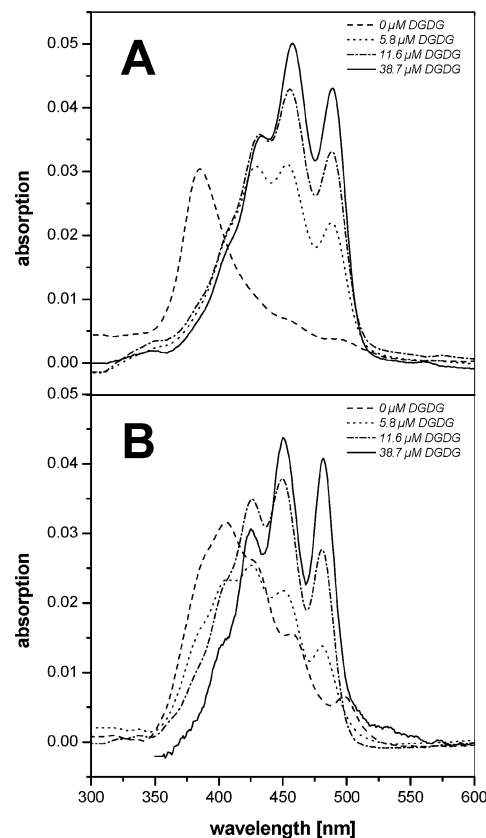 A
0 µM DGDG
5.8 µM DGDG
11.6 µM DGDG
38.7 µM DGDG
0.05
0.04
0.03
0.02
0.01
0.00
absorption
B
0 µM DGDG
5.8 µM DGDG
11.6 µM DGDG
38.7 µM DGDG
0.05
0.04
0.03
0.02
0.01
0.00
absorption
300 350 400 450 500 550 600
wavelength [nm]